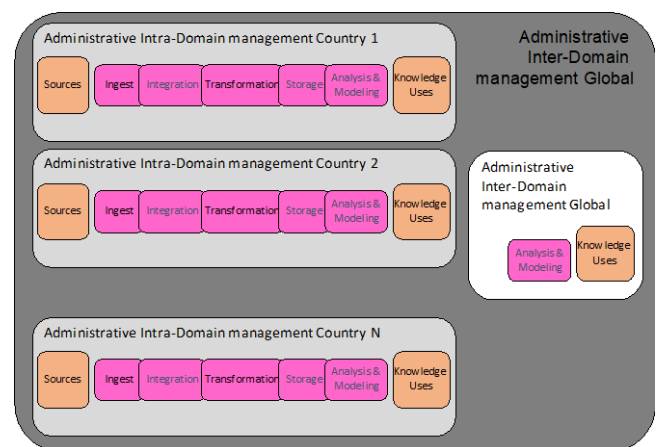 Administrative
Inter-Domain
management Global
Administrative Intra-Domain management Country 1
Sources
Ingest
Integration
Transformation
Storage
Analysis &
Modeling
Knowledge
Uses
Administrative Intra-Domain management Country 2
Sources
Ingest
Integration
Transformation
Storage
Analysis &
Modeling
Knowledge
Uses
Administrative
Inter-Domain
management Global
Analysis &
Modeling
Knowledge
Uses
Administrative Intra-Domain management Country N
Sources
Ingest
Integration
Transformation
Storage
Analysis &
Modeling
Knowledge
Uses